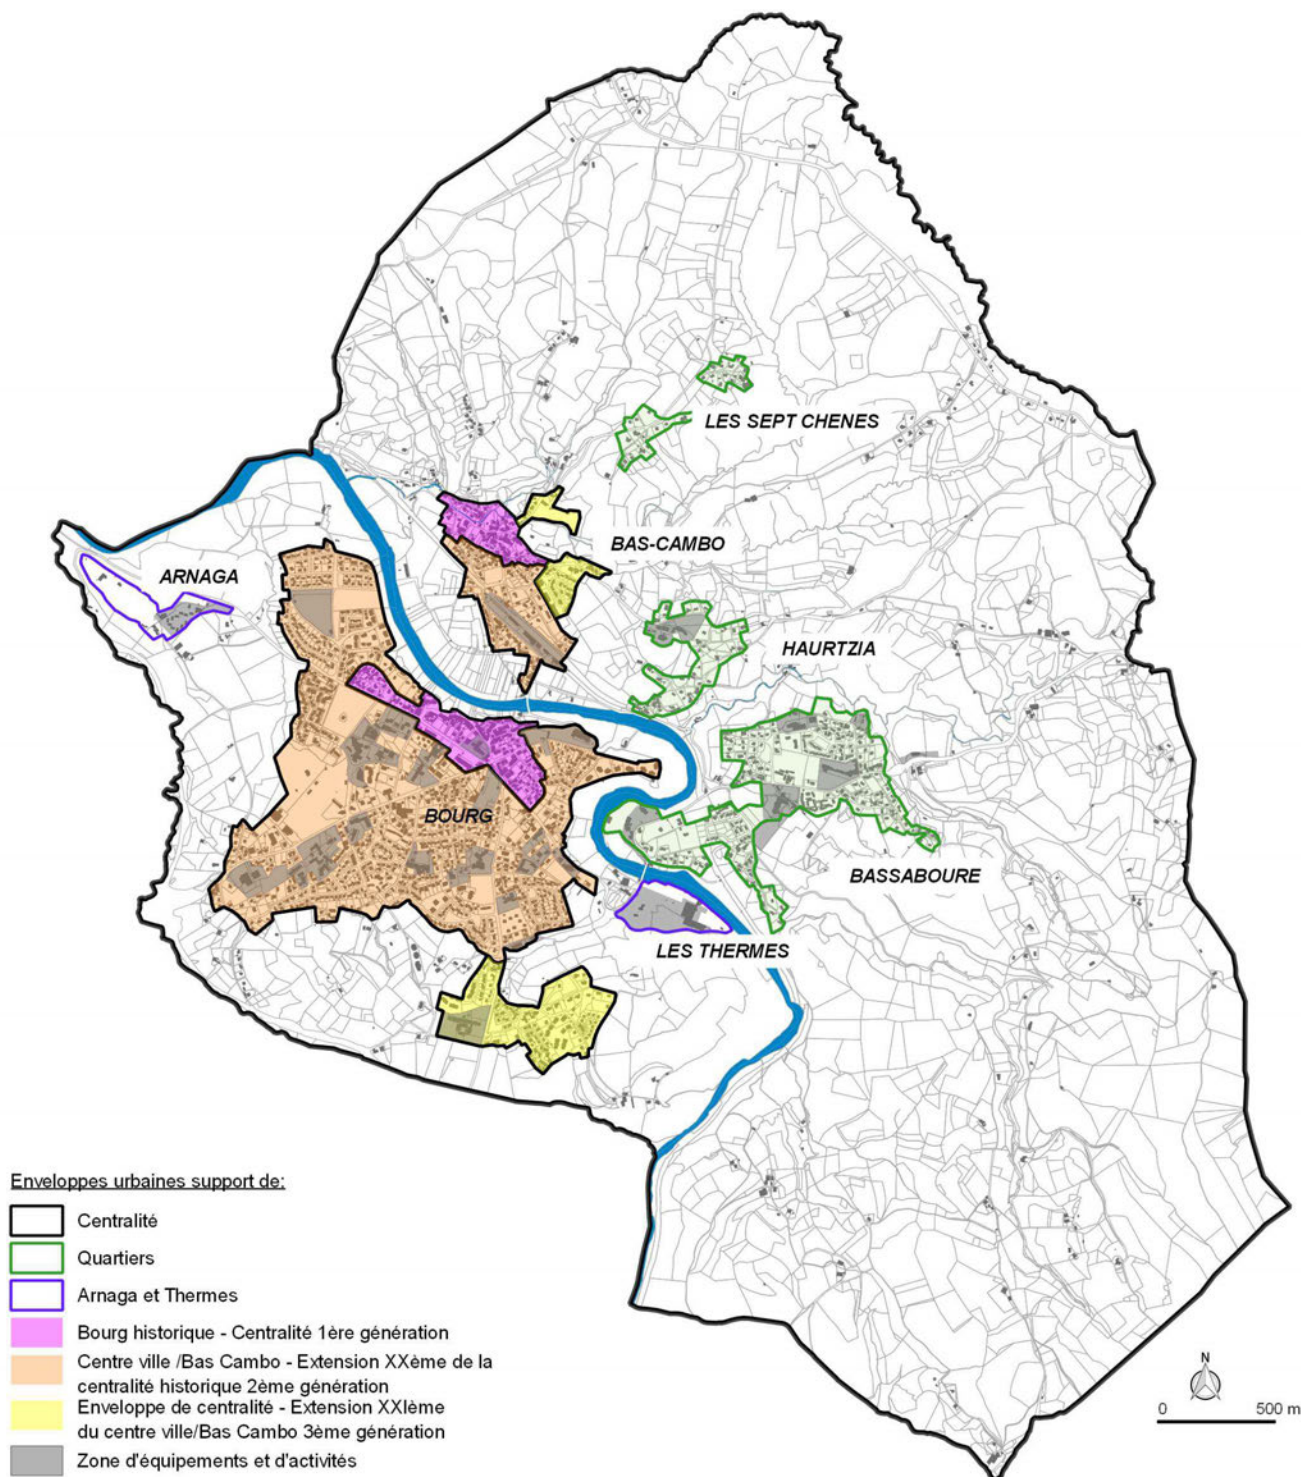 LES SEPT CHENES
BAS-CAMBO
ARNAGA
HAURTZIA
BOURG
BASSABOURE
LES THERMES
Enveloppes urbaines support de:
Centralité
Quartiers
Arnaga et Thermes
Bourg historique - Centralité 1ère génération
Centre ville /Bas Cambo - Extension XXème de la
centralité historique 2ème génération
Enveloppe de centralité - Extension XXIème
du centre ville/Bas Cambo 3ème génération
Zone d'équipements et d'activités
N
0 500 m